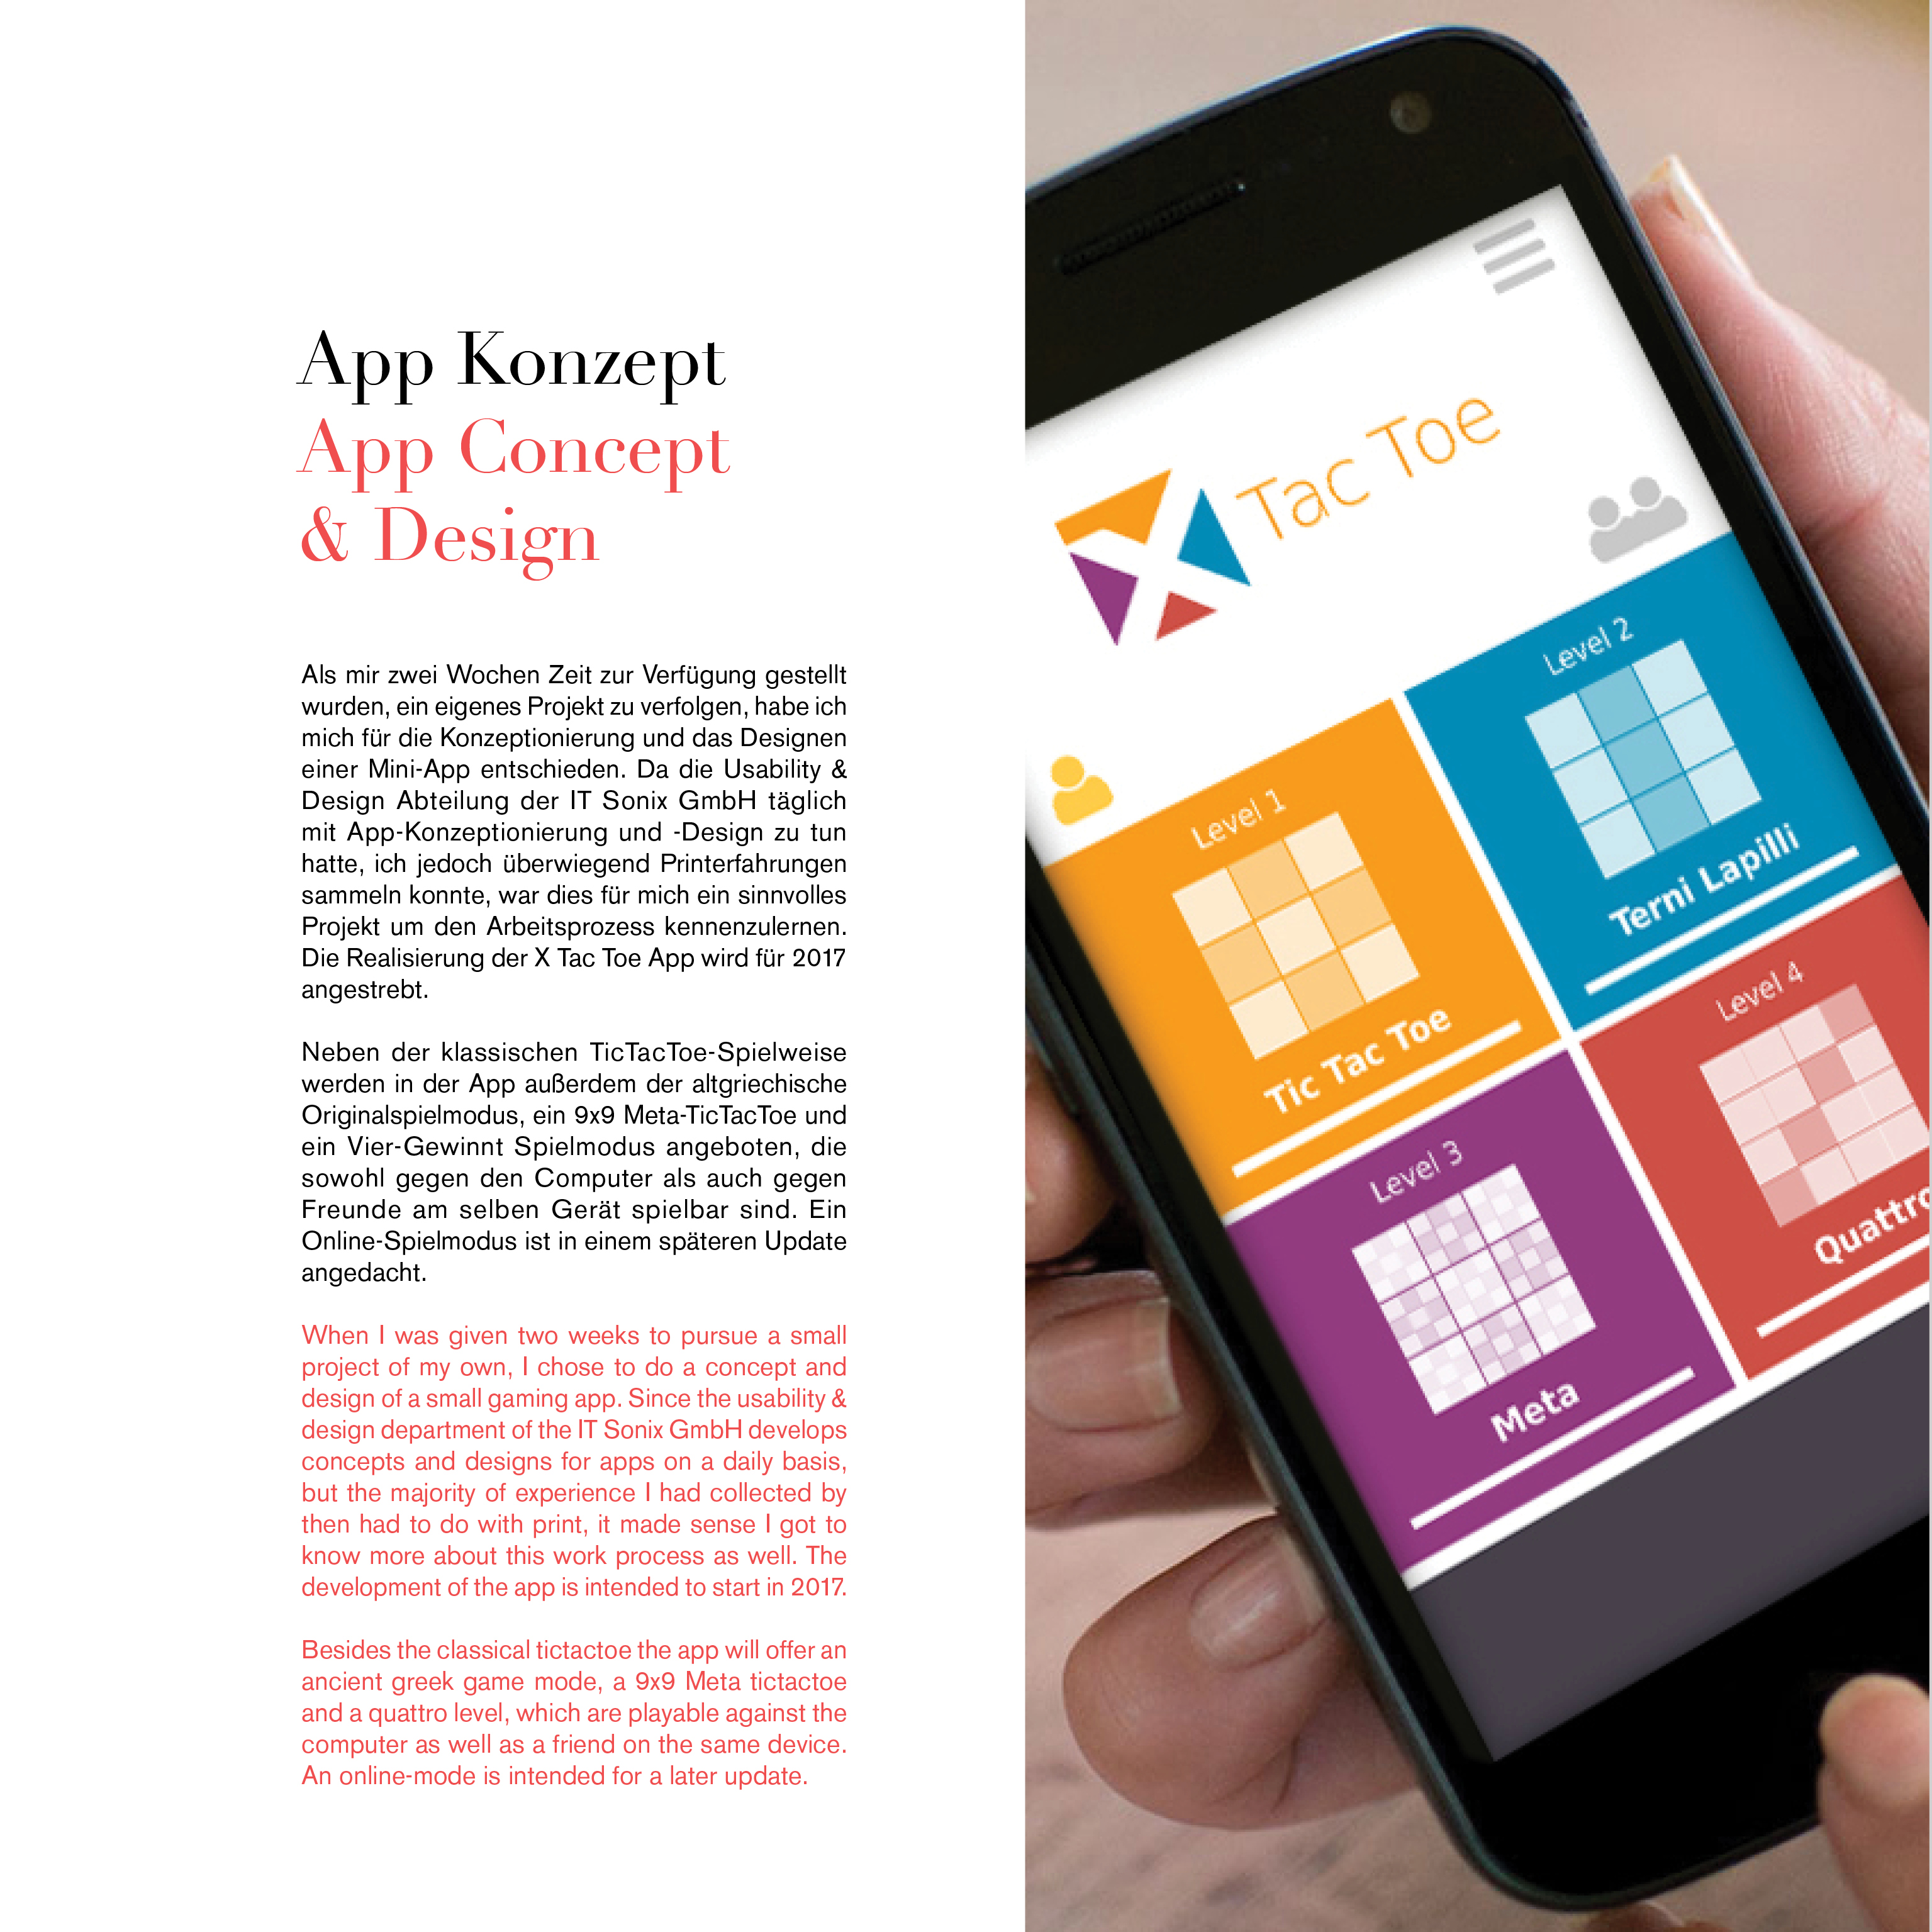 App Konzept
App Concept
& Design
Als mir zwei Wochen Zeit zur Verfügung gestellt
wurden, ein eigenes Projekt zu verfolgen, habe ich
mich für die Konzeptionierung und das Designen
einer Mini-App entschieden. Da die Usability &
Design Abteilung der IT Sonix GmbH täglich
mit App-Konzeptionierung und -Design zu tun
hatte, ich jedoch überwiegend Printerfahrungen
sammeln konnte, war dies für mich ein sinnvolles
Projekt um den Arbeitsprozess kennenzulernen.
Die Realisierung der X Tac Toe App wird für 2017
angestrebt.
Neben der klassischen TicTacToe-Spielweise
werden in der App außerdem der altgriechische
Originalspielmodus, ein 9x9 Meta-TicTacToe und
ein Vier-Gewinnt Spielmodus angeboten, die
sowohl gegen den Computer als auch gegen
Freunde am selben Gerät spielbar sind. Ein
Online-Spielmodus ist in einem späteren Update
angedacht.
When I was given two weeks to pursue a small
project of my own, I chose to do a concept and
design of a small gaming app. Since the usability &
design department of the IT Sonix GmbH develops
concepts and designs for apps on a daily basis,
but the majority of experience I had collected by
then had to do with print, it made sense I got to
know more about this work process as well. The
development of the app is intended to start in 2017.
Besides the classical tictactoe the app will offer an
ancient greek game mode, a 9x9 Meta tictactoe
and a quattro level, which are playable against the
computer as well as a friend on the same device.
An online-mode is intended for a later update.
X Tac Toe
Level 1
Tic Tac Toe
Level 2
Terni Lapilli
Level 3
Meta
Level 4
Quattro